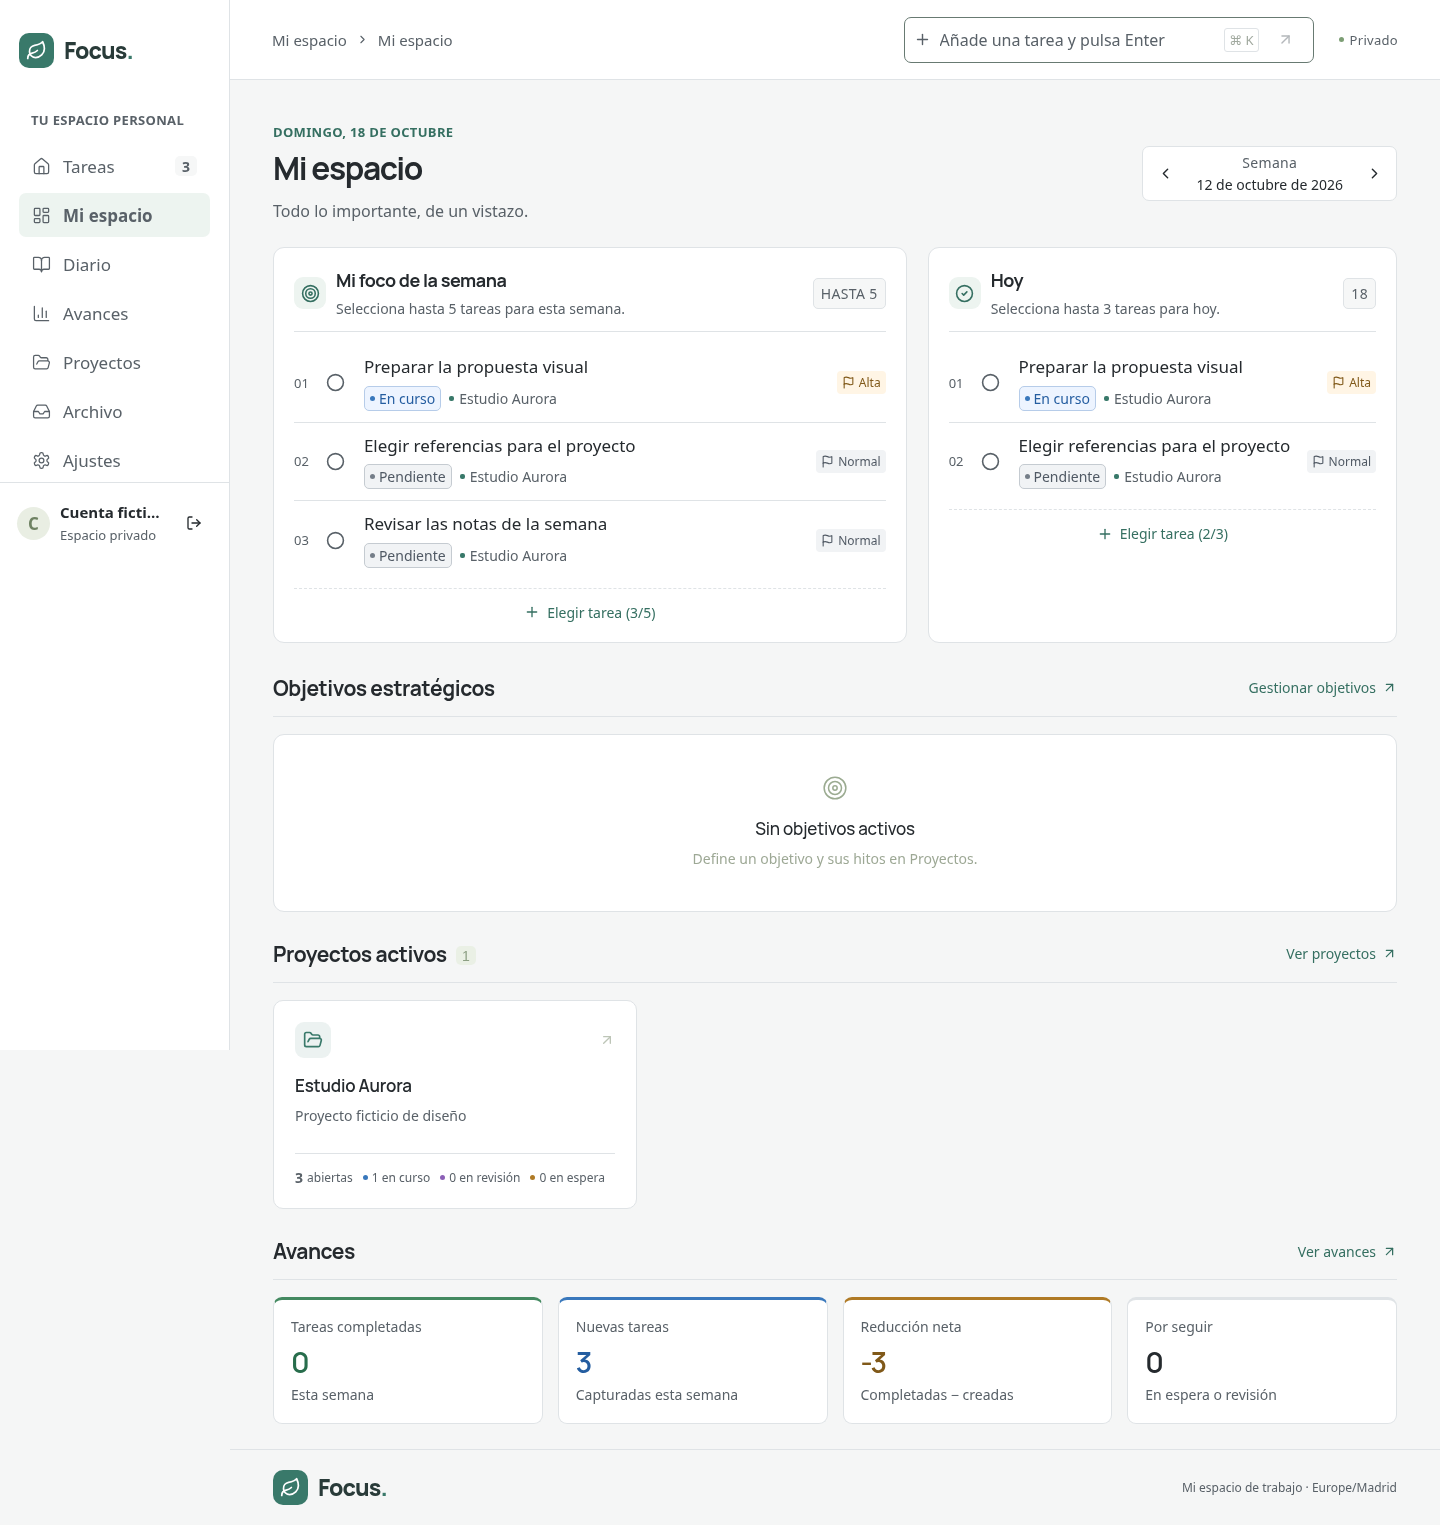 Focus.
TU ESPACIO PERSONAL
Tareas 3
Mi espacio
Diario
Avances
Proyectos
Archivo
Ajustes
C
Cuenta ficti...
Espacio privado
Mi espacio > Mi espacio
+ Añade una tarea y pulsa Enter ⌘ K
Privado
DOMINGO, 18 DE OCTUBRE
Mi espacio
Todo lo importante, de un vistazo.
Semana
12 de octubre de 2026
Mi foco de la semana
Selecciona hasta 5 tareas para esta semana.
HASTA 5
01
Preparar la propuesta visual
En curso Estudio Aurora
Alta
02
Elegir referencias para el proyecto
Pendiente Estudio Aurora
Normal
03
Revisar las notas de la semana
Pendiente Estudio Aurora
Normal
+ Elegir tarea (3/5)
Hoy
Selecciona hasta 3 tareas para hoy.
18
01
Preparar la propuesta visual
En curso Estudio Aurora
Alta
02
Elegir referencias para el proyecto
Pendiente Estudio Aurora
Normal
+ Elegir tarea (2/3)
Objetivos estratégicos
Gestionar objetivos
Sin objetivos activos
Define un objetivo y sus hitos en Proyectos.
Proyectos activos 1
Ver proyectos
Estudio Aurora
Proyecto ficticio de diseño
3 abiertas 1 en curso 0 en revisión 0 en espera
Avances
Ver avances
Tareas completadas
0
Esta semana
Nuevas tareas
3
Capturadas esta semana
Reducción neta
-3
Completadas − creadas
Por seguir
0
En espera o revisión
Focus.
Mi espacio de trabajo · Europe/Madrid